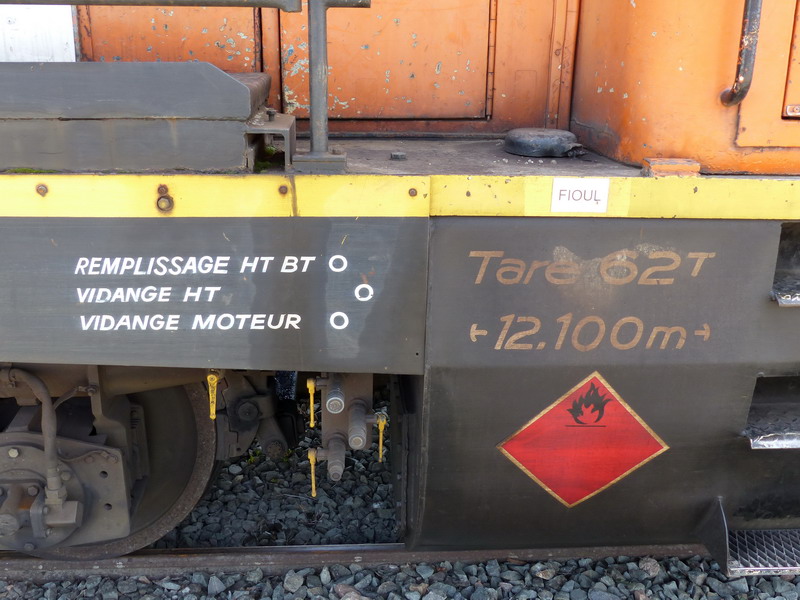 FIOUL
REMPLISSAGE HT BT O
VIDANGE HT O
VIDANGE MOTEUR O
Tare 62T
12.100m